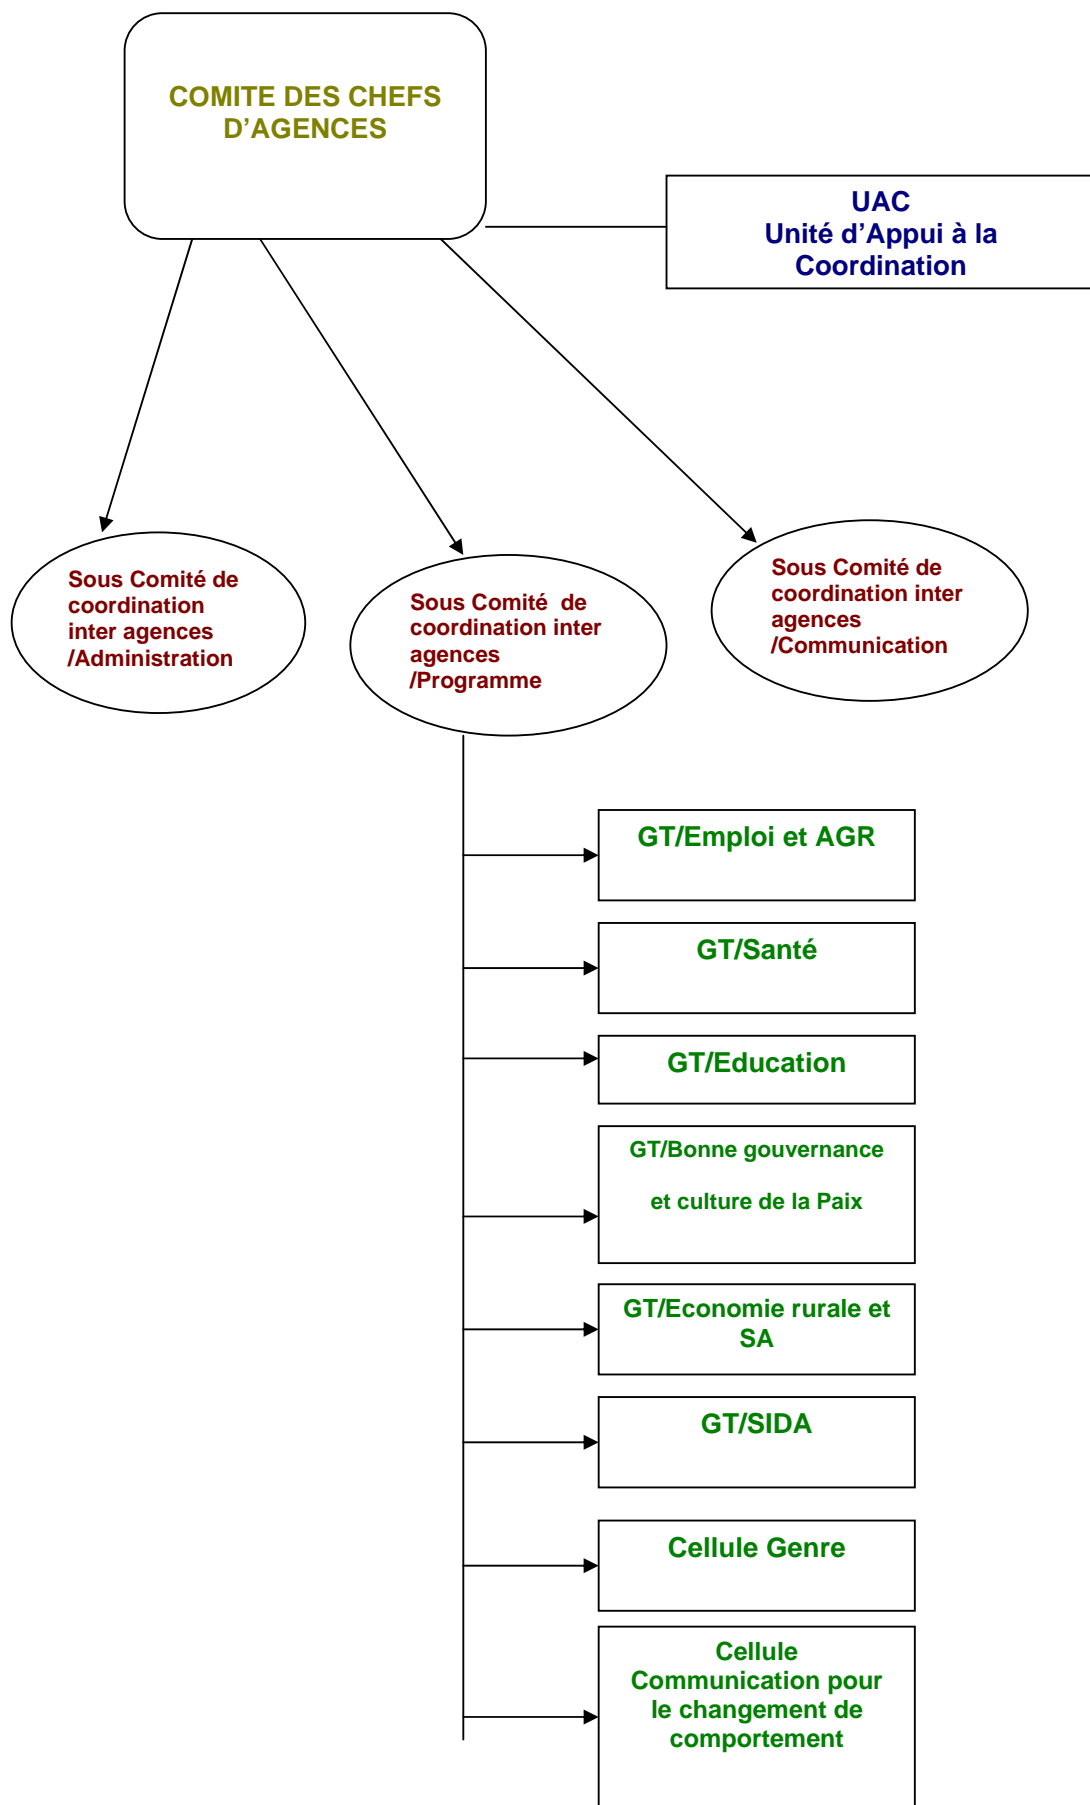 COMITE DES CHEFS
D’AGENCES
UAC
Unité d’Appui à la
Coordination
Sous Comité de
coordination
inter agences
/Administration
Sous Comité  de
coordination inter
agences
/Programme
Sous Comité de
coordination inter
agences
/Communication
GT/Emploi et AGR
GT/Santé
GT/Education
GT/Bonne gouvernance
et culture de la Paix
GT/Economie rurale et
SA
GT/SIDA
Cellule Genre
Cellule
Communication pour
le changement de
comportement